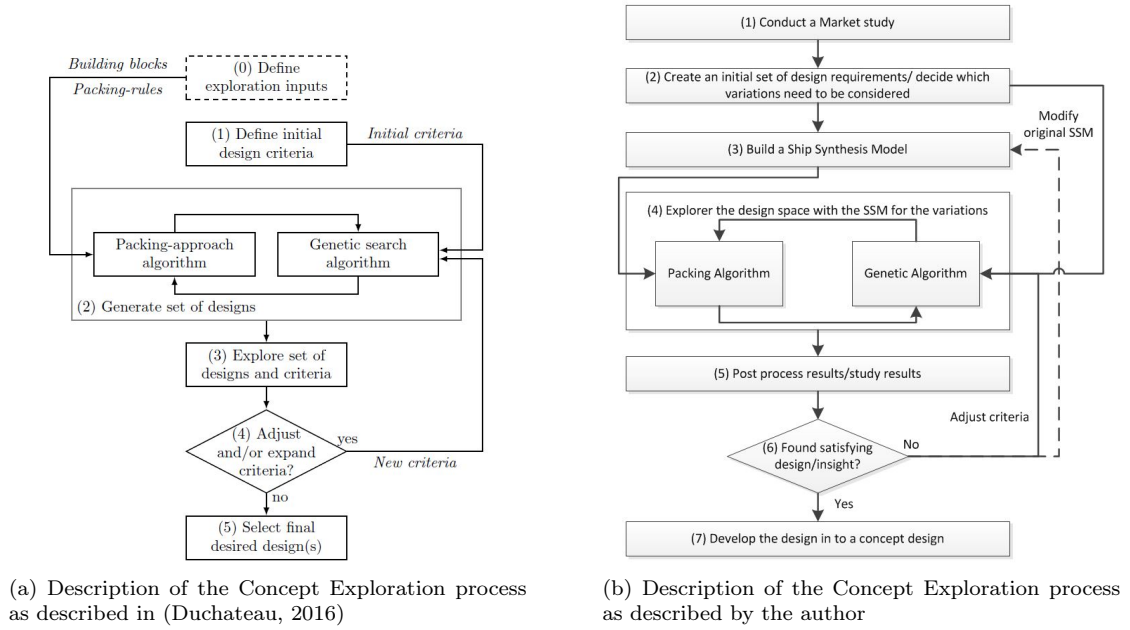 Building blocks
Packing-rules
(0) Define
exploration inputs
(1) Define initial
design criteria
Initial criteria
Packing-approach
algorithm
Genetic search
algorithm
(2) Generate set of designs
(3) Explore set of
designs and criteria
(4) Adjust
and/or expand
criteria?
yes
New criteria
no
(5) Select final
desired design(s)
(a) Description of the Concept Exploration process
as described in (Duchateau, 2016)
(1) Conduct a Market study
(2) Create an initial set of design requirements/ decide which
variations need to be considered
Modify
original SSM
(3) Build a Ship Synthesis Model
(4) Explorer the design space with the SSM for the variations
Packing Algorithm
Genetic Algorithm
(5) Post process results/study results
Adjust criteria
(6) Found satisfying
design/insight?
No
Yes
(7) Develop the design in to a concept design
(b) Description of the Concept Exploration process
as described by the author